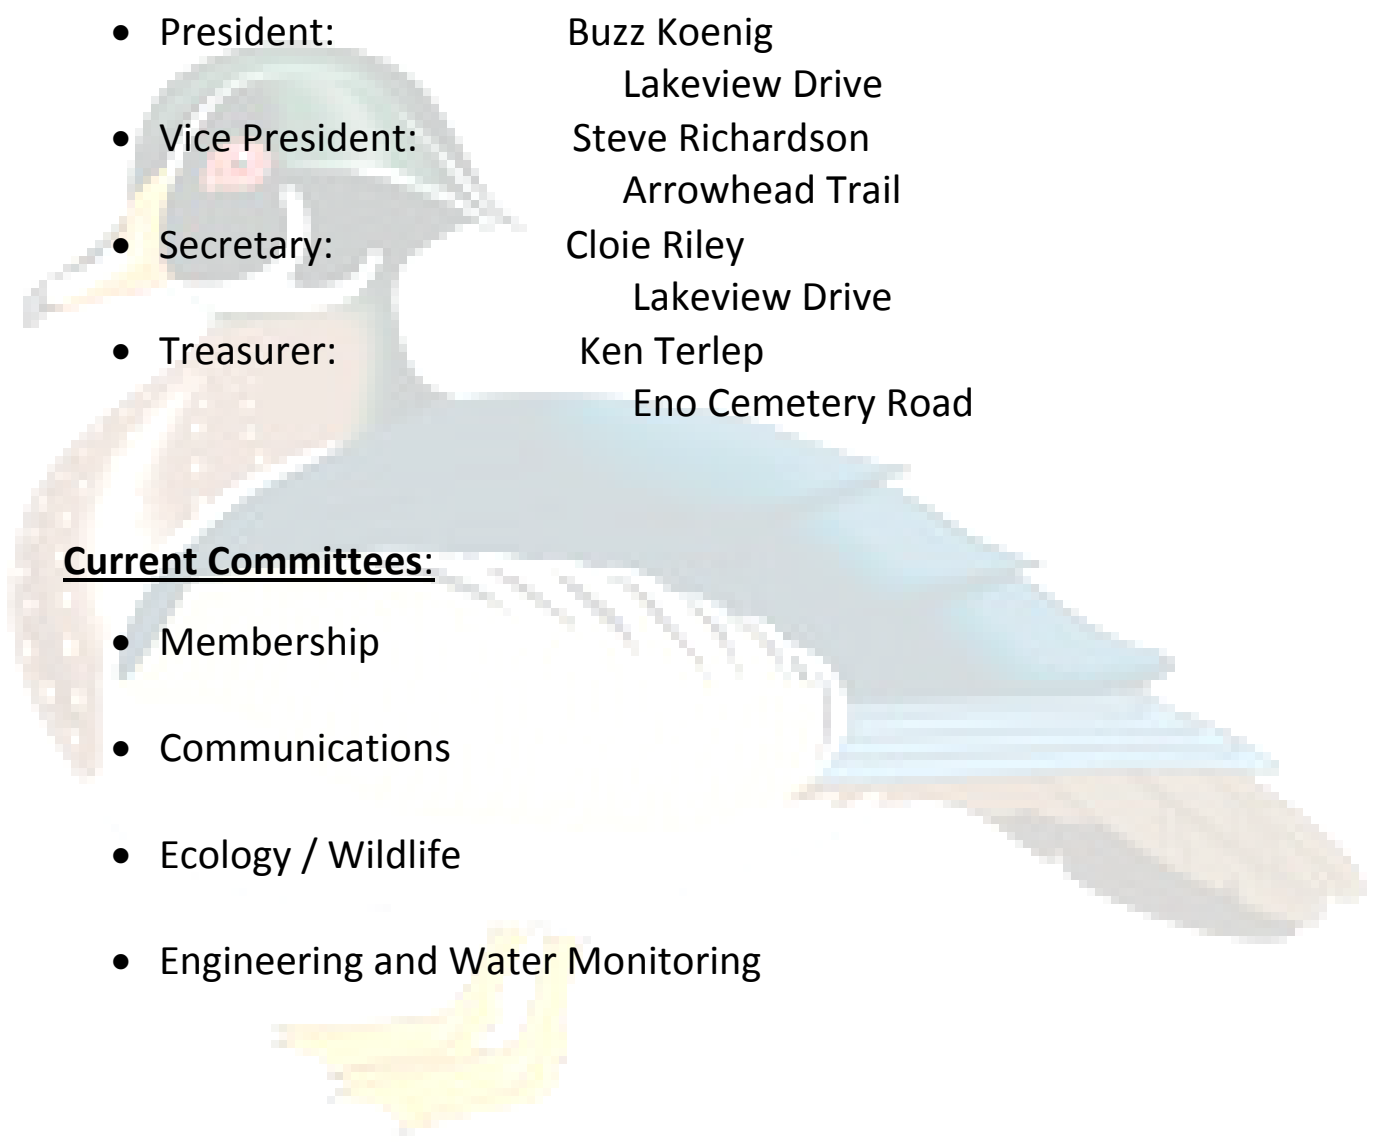 • President: Buzz Koenig
Lakeview Drive
• Vice President: Steve Richardson
Arrowhead Trail
• Secretary: Cloie Riley
Lakeview Drive
• Treasurer: Ken Terlep
Eno Cemetery Road
Current Committees:
• Membership
• Communications
• Ecology / Wildlife
• Engineering and Water Monitoring